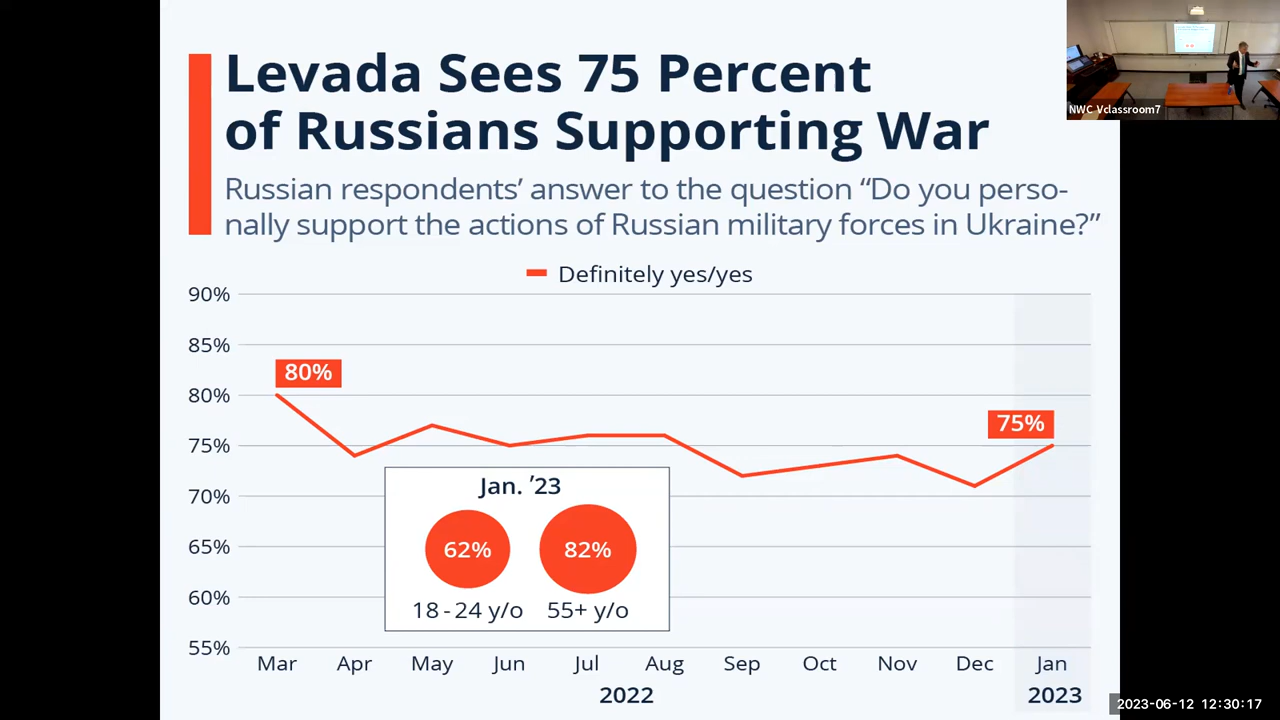 Levada Sees 75 Percent
of Russians Supporting War
Russian respondents’ answer to the question “Do you perso-
nally support the actions of Russian military forces in Ukraine?”
Definitely yes/yes
90%
85%
80%
75%
70%
65%
60%
55%
80%
75%
Jan. ’23
62% 82%
18 - 24 y/o 55+ y/o
Mar Apr May Jun Jul Aug Sep Oct Nov Dec Jan
2022 2023
NWC Vclassroom7
2023-06-12 12:30:17